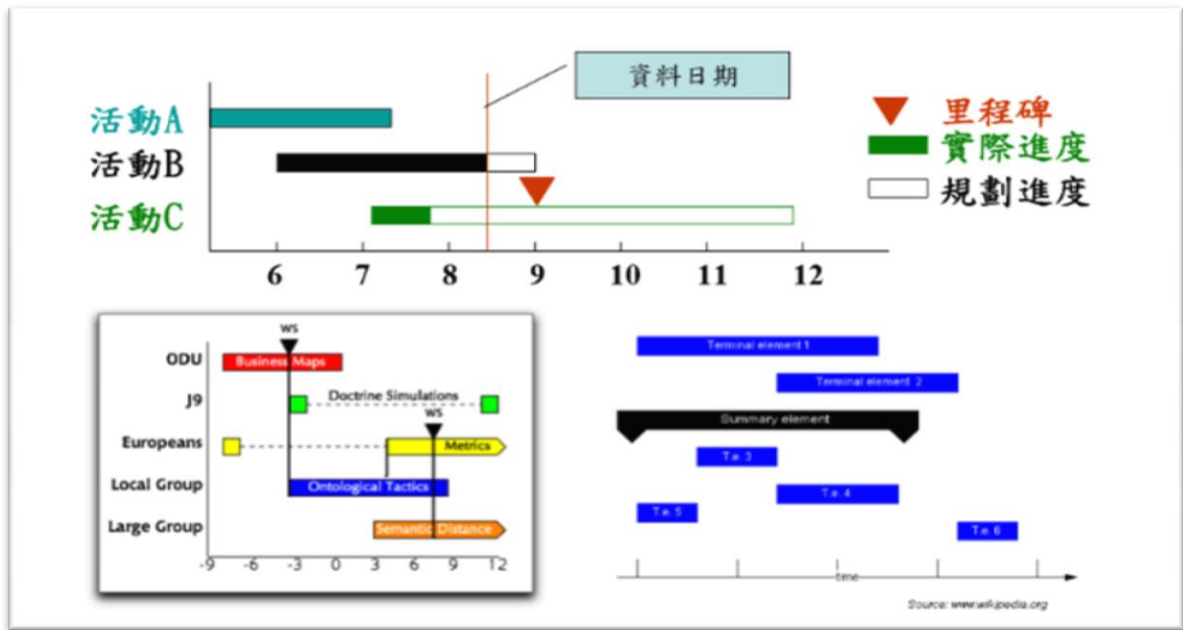 資料日期
活動A
活動B
活動C
里程碑
實際進度
規劃進度
6 7 8 9 10 11 12
WS
ODU
Business Maps
J9
Doctrine Simulations
WS
Europeans
Metrics
Local Group
Ontological Tactics
Large Group
Semantic Distance
-9 -6 -3 0 3 6 9 12
Terminal element 1
Terminal element 2
Summary element
T.e. 3
T.e. 4
T.e. 5
T.e. 6
time
Source: www.wikipedia.org